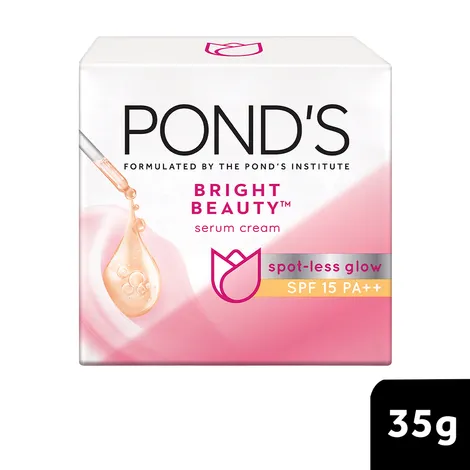 POND'S
FORMULATED BY THE POND'S INSTITUTE
BRIGHT
BEAUTY™
serum cream
spot-less glow
SPF 15 PA++
35g